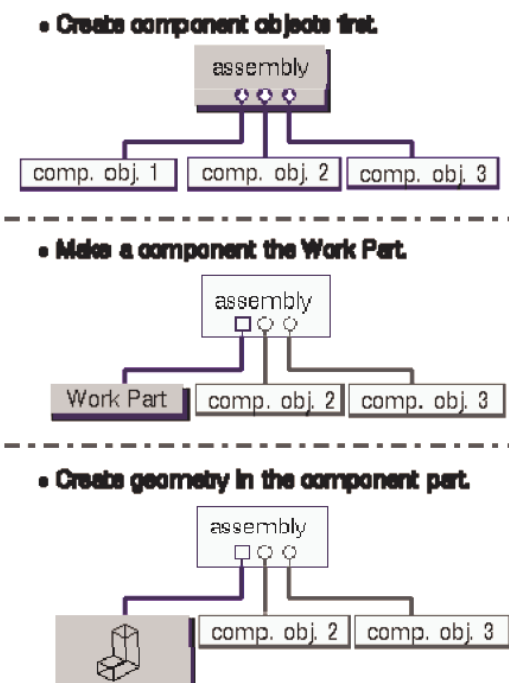 • Create component objects first.
assembly
comp. obj. 1 comp. obj. 2 comp. obj. 3
• Make a component the Work Part.
assembly
Work Part comp. obj. 2 comp. obj. 3
• Create geometry in the component part.
assembly
comp. obj. 2 comp. obj. 3